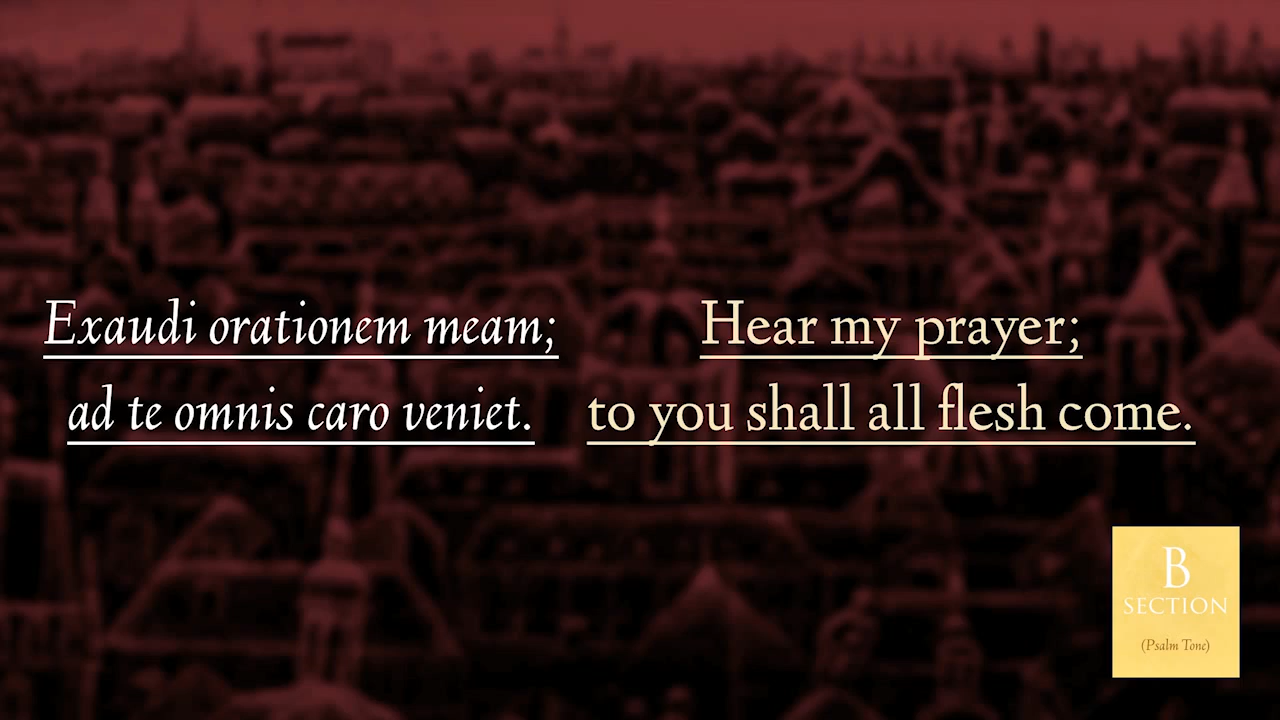 Exaudi orationem meam;
ad te omnis caro veniet.
Hear my prayer;
to you shall all flesh come.
B
SECTION
(Psalm Tone)